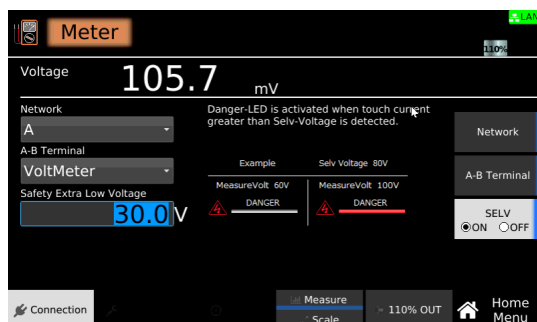 LAN
Meter
110%
Voltage
105.7 mV
Network
A
A-B Terminal
VoltMeter
Safety Extra Low Voltage
30.0 V
Danger-LED is activated when touch current
greater than Selv-Voltage is detected.
Example
Selv Voltage 80V
MeasureVolt 60V
MeasureVolt 100V
DANGER
DANGER
Network
A-B Terminal
SELV
ON OFF
Connection
Measure
Scale
110% OUT
Home
Menu